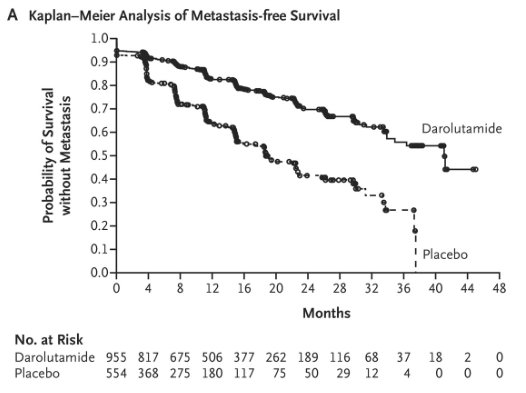 A Kaplan–Meier Analysis of Metastasis-free Survival
Probability of Survival
without Metastasis
1.0
0.9
0.8
0.7
0.6
0.5
0.4
0.3
0.2
0.1
0.0
Darolutamide
Placebo
0 4 8 12 16 20 24 28 32 36 40 44 48
Months
No. at Risk
Darolutamide 955 817 675 506 377 262 189 116 68 37 18 2 0
Placebo 554 368 275 180 117 75 50 29 12 4 0 0 0